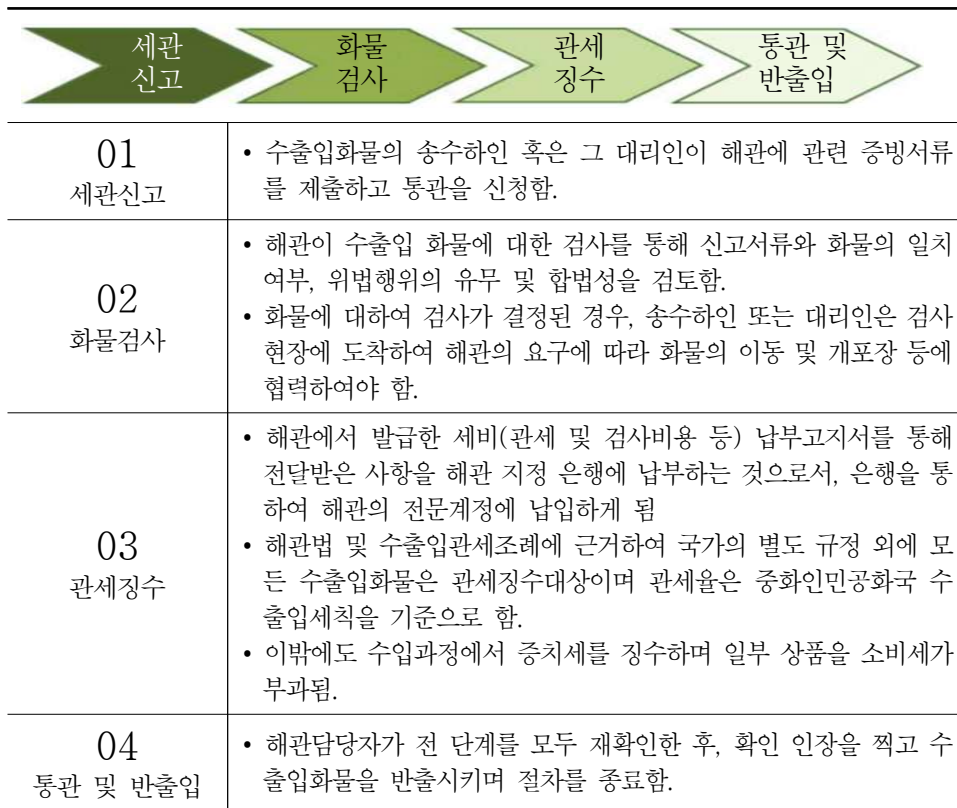 세관
신고
화물
검사
관세
징수
통관 및
반출입
01
세관신고
• 수출입화물의 송수하인 혹은 그 대리인이 해관에 관련 증빙서류
를 제출하고 통관을 신청함.
02
화물검사
• 해관이 수출입 화물에 대한 검사를 통해 신고서류와 화물의 일치
여부, 위법행위의 유무 및 합법성을 검토함.
• 화물에 대하여 검사가 결정된 경우, 송수하인 또는 대리인은 검사
현장에 도착하여 해관의 요구에 따라 화물의 이동 및 개포장 등에
협력하여야 함.
03
관세징수
• 해관에서 발급한 세비(관세 및 검사비용 등) 납부고지서를 통해
전달받은 사항을 해관 지정 은행에 납부하는 것으로서, 은행을 통
하여 해관의 전문계정에 납입하게 됨
• 해관법 및 수출입관세조례에 근거하여 국가의 별도 규정 외에 모
든 수출입화물은 관세징수대상이며 관세율은 중화인민공화국 수
출입세칙을 기준으로 함.
• 이밖에도 수입과정에서 증치세를 징수하며 일부 상품을 소비세가
부과됨.
04
통관 및 반출입
• 해관담당자가 전 단계를 모두 재확인한 후, 확인 인장을 찍고 수
출입화물을 반출시키며 절차를 종료함.